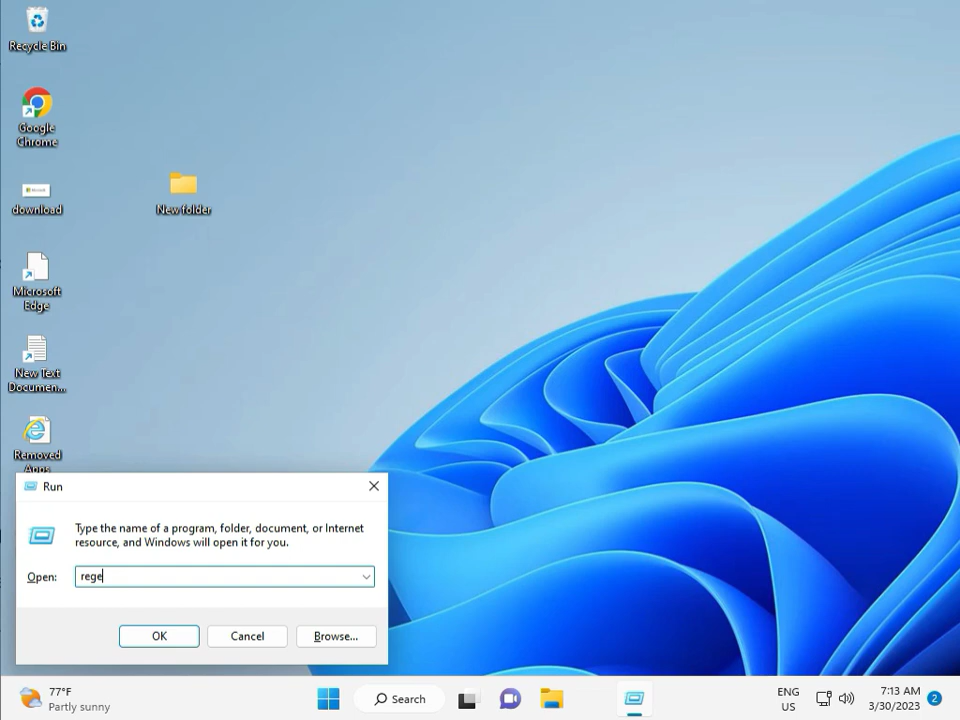 Recycle Bin
Google
Chrome
download
New folder
Microsoft
Edge
New Text
Documen...
Removed
Apps
Run
Type the name of a program, folder, document, or Internet
resource, and Windows will open it for you.
Open:
rege
OK
Cancel
Browse...
77°F
Partly sunny
Search
ENG
US
7:13 AM
3/30/2023
2